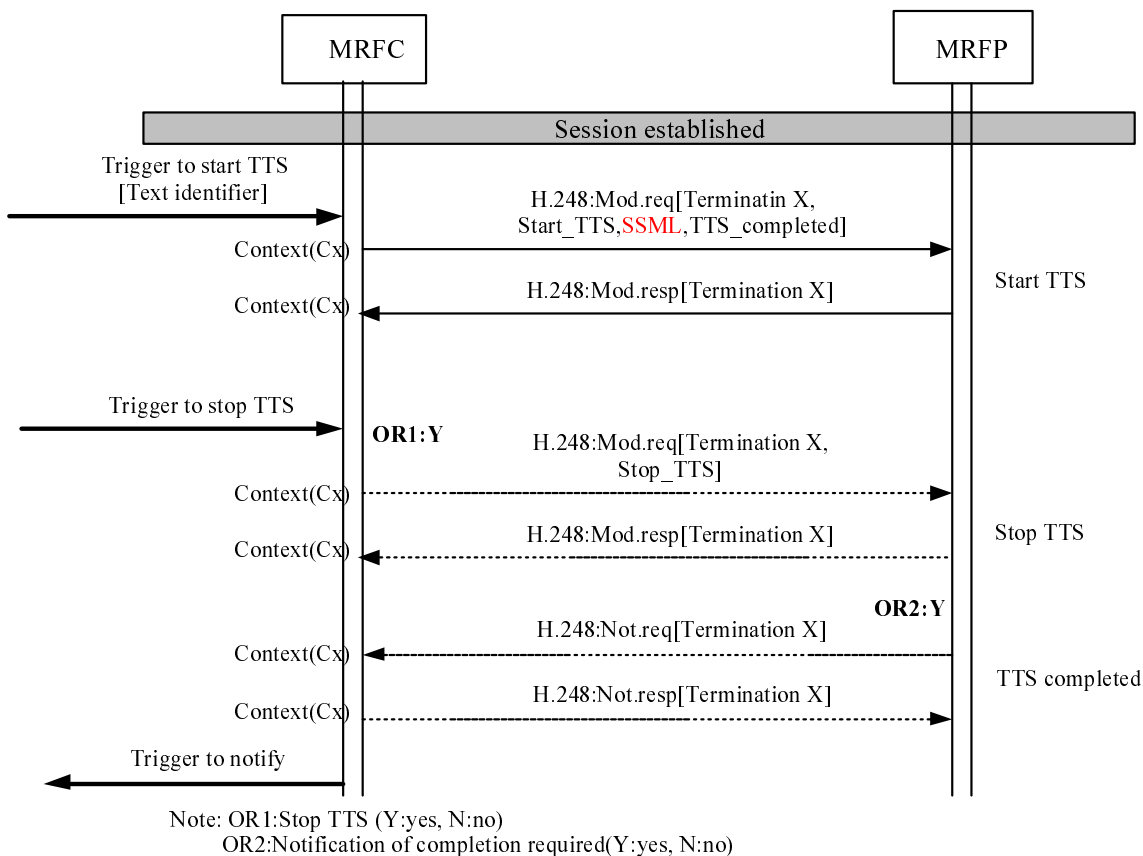 MRFC
MRFP
Session established
Trigger to start TTS
[Text identifier]
H.248:Mod.req[Terminatin X,
Start_TTS,SSML,TTS_completed]
Context(Cx)
Start TTS
H.248:Mod.resp[Termination X]
Context(Cx)
Trigger to stop TTS
OR1:Y
H.248:Mod.req[Termination X,
Stop_TTS]
Context(Cx)
Stop TTS
H.248:Mod.resp[Termination X]
Context(Cx)
OR2:Y
H.248:Not.req[Termination X]
Context(Cx)
TTS completed
H.248:Not.resp[Termination X]
Context(Cx)
Trigger to notify
Note: OR1:Stop TTS (Y:yes, N:no)
OR2:Notification of completion required(Y:yes, N:no)